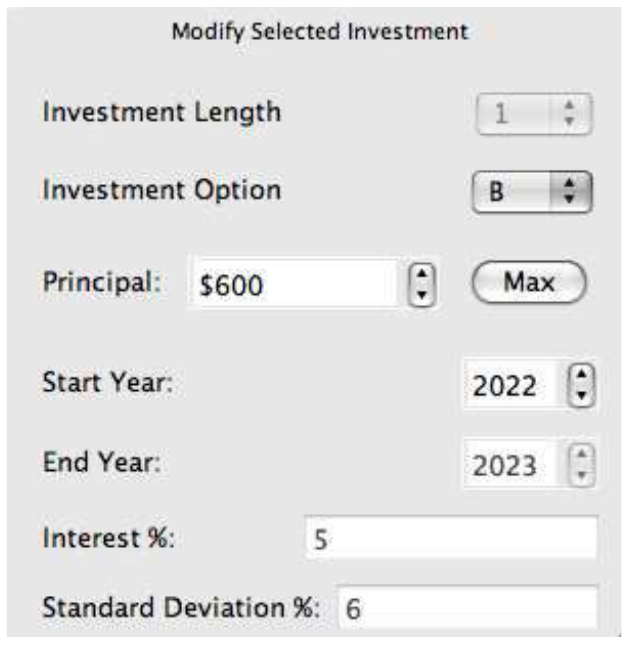 Modify Selected Investment
Investment Length 1
Investment Option B
Principal: $600 Max
Start Year: 2022
End Year: 2023
Interest %: 5
Standard Deviation %: 6